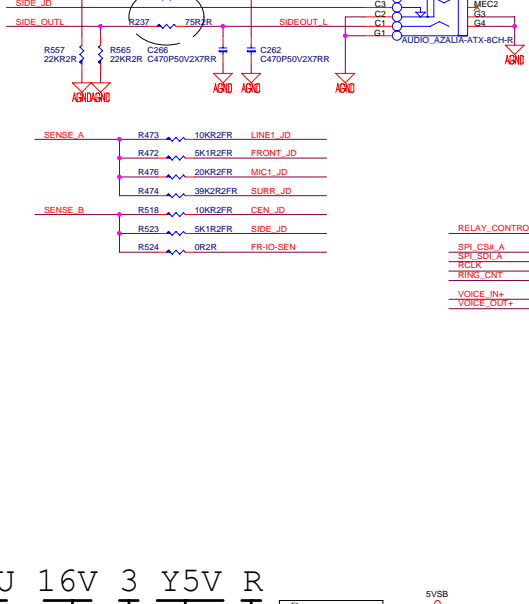 SIDE_JD
C3
MEC2
C2
G3
SIDE_OUTL
R237
75R2R
SIDEOUT_L
C1
G4
G1
AUDIO_AZALIA-ATX-8CH-R
R557
22KR2R
R565
22KR2R
C266
C470P50V2X7RR
C262
C470P50V2X7RR
AGND
AGND
AGND
AGND
AGND
AGND
SENSE_A
R473 10KR2FR LINE1_JD
R472 5K1R2FR FRONT_JD
R476 20KR2FR MIC1_JD
R474 39K2R2FR SURR_JD
SENSE_B
R518 10KR2FR CEN_JD
R523 5K1R2FR SIDE_JD
R524 0R2R FR-IO-SEN
RELAY_CONTRO
SPI_CS#_A
SPI_SDI_A
RCLK
RING_CNT
VOICE_IN+
VOICE_OUT+
U 16V 3 Y5V R
5VSB